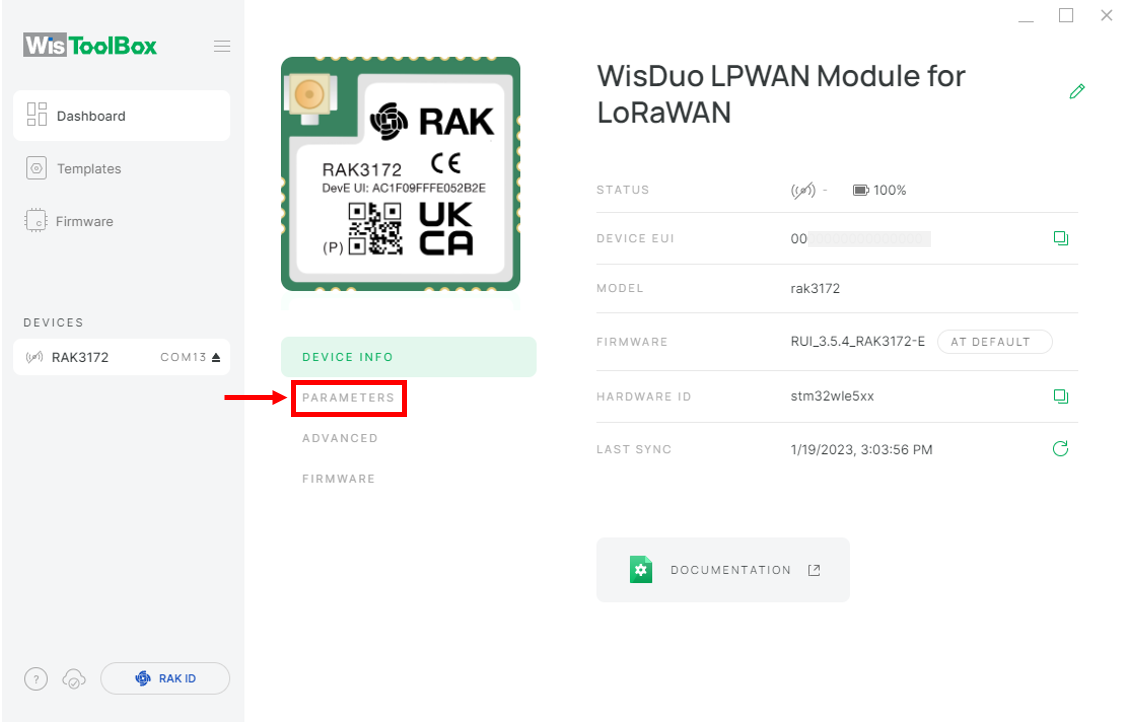 WisToolBox
Dashboard
Templates
Firmware
DEVICES
RAK3172 COM13
?
RAK ID
RAK
RAK3172
DevE UI: AC1F09FFFE052B2E
CE
(P)
UK
CA
DEVICE INFO
PARAMETERS
ADVANCED
FIRMWARE
WisDuo LPWAN Module for
LoRaWAN
STATUS - 100%
DEVICE EUI 00
MODEL rak3172
FIRMWARE RUI_3.5.4_RAK3172-E AT DEFAULT
HARDWARE ID stm32wle5xx
LAST SYNC 1/19/2023, 3:03:56 PM
DOCUMENTATION